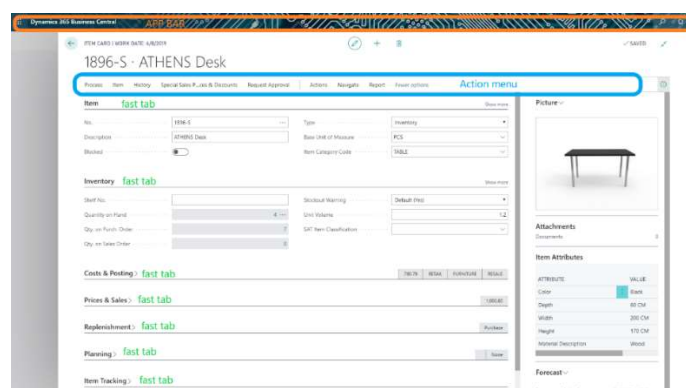 Dynamics 365 Business Central APP BAR
ITEM CARD | WORK DATE: 4/8/2019
SAVED
1896-S · ATHENS Desk
Process Item History Special Sales Prices & Discounts Request Approval Actions Navigate Report Fewer options Action menu
Item fast tab Show more
No. 1896-S
Type Inventory
Description ATHENS Desk
Base Unit of Measure PCS
Blocked
Item Category Code TABLE
Inventory fast tab Show more
Shelf No.
Stockout Warning Default (Yes)
Quantity on Hand 4
Unit Volume 1.2
Qty. on Purch. Order 7
SAT Item Classification
Qty. on Sales Order
Costs & Posting > fast tab RETAIL FURNITURE RESALE
Prices & Sales > fast tab
Replenishment > fast tab Purchase
Planning > fast tab
Item Tracking > fast tab
Picture
Attachments
Documents 0
Item Attributes
ATTRIBUTE VALUE
Color Black
Depth 80 CM
Width 200 CM
Height 110 CM
Material Description Wood
Forecast